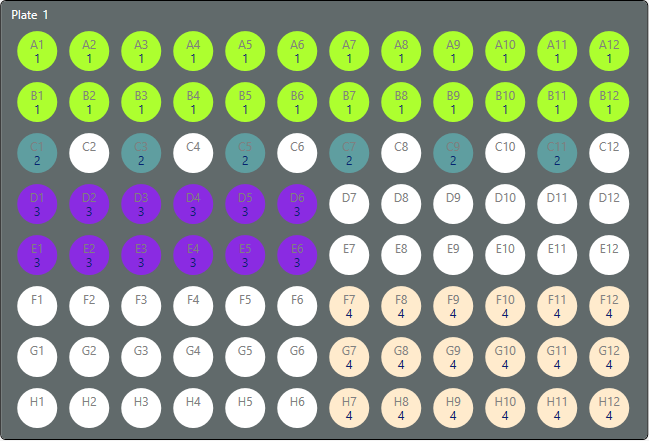 Plate 1
A1 A2 A3 A4 A5 A6 A7 A8 A9 A10 A11 A12
1 1 1 1 1 1 1 1 1 1 1 1
B1 B2 B3 B4 B5 B6 B7 B8 B9 B10 B11 B12
1 1 1 1 1 1 1 1 1 1 1 1
C1 C2 C3 C4 C5 C6 C7 C8 C9 C10 C11 C12
2 2 2 2 2 2
D1 D2 D3 D4 D5 D6 D7 D8 D9 D10 D11 D12
3 3 3 3 3 3
E1 E2 E3 E4 E5 E6 E7 E8 E9 E10 E11 E12
3 3 3 3 3 3
F1 F2 F3 F4 F5 F6 F7 F8 F9 F10 F11 F12
4 4 4 4 4 4
G1 G2 G3 G4 G5 G6 G7 G8 G9 G10 G11 G12
4 4 4 4 4 4
H1 H2 H3 H4 H5 H6 H7 H8 H9 H10 H11 H12
4 4 4 4 4 4